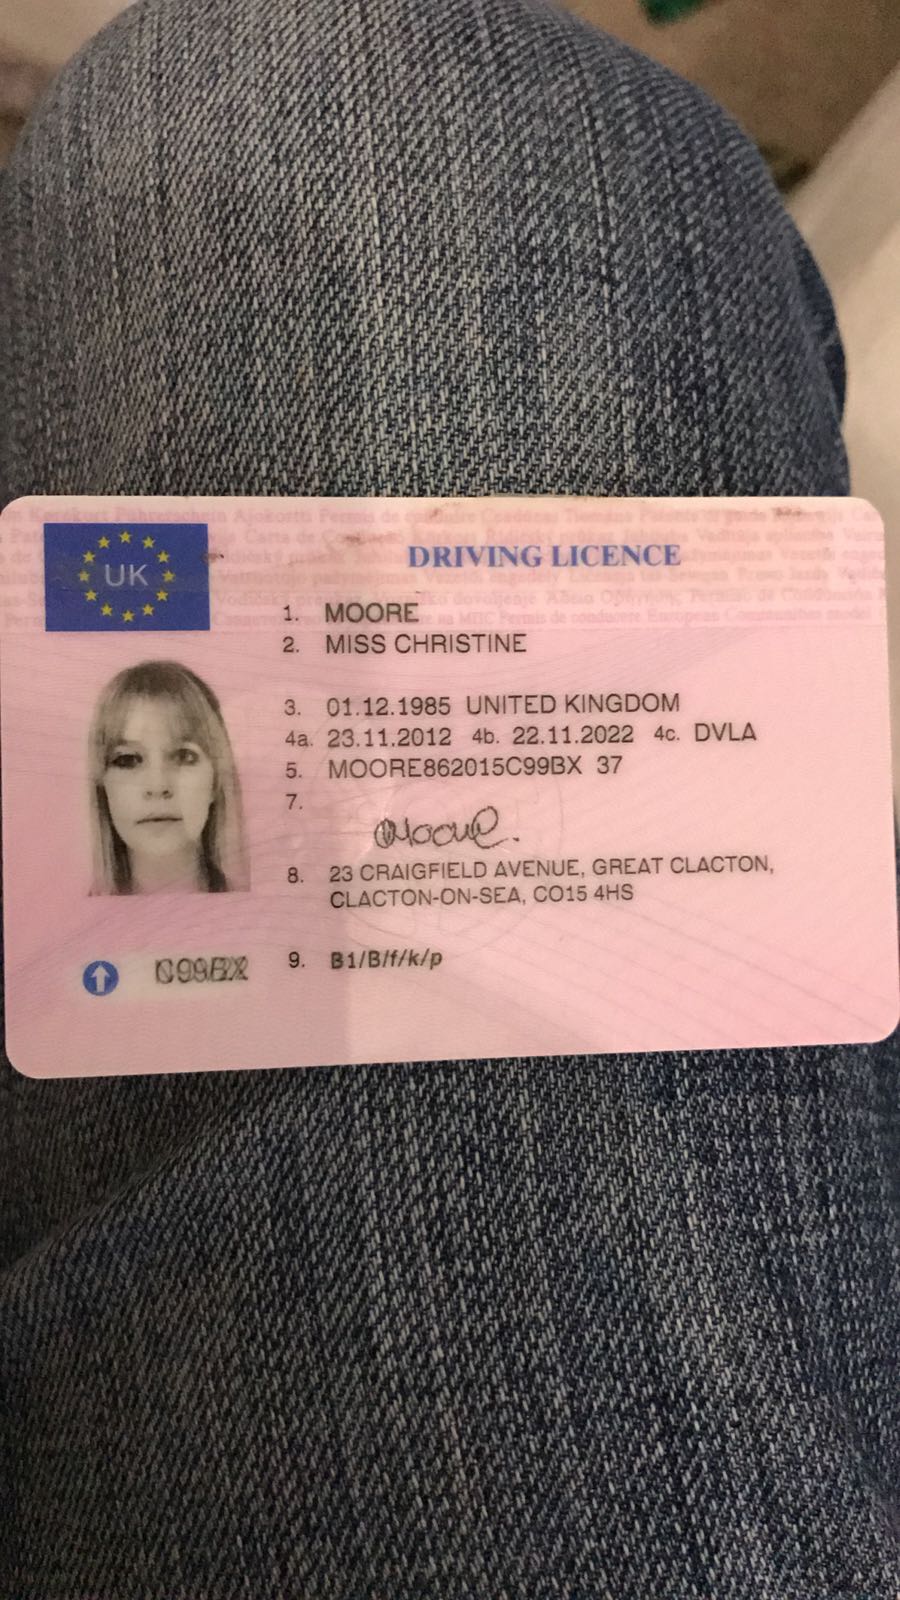 UK
DRIVING LICENCE
1. MOORE
2. MISS CHRISTINE
3. 01.12.1985 UNITED KINGDOM
4a. 23.11.2012 4b. 22.11.2022 4c. DVLA
5. MOORE862015C99BX 37
7.
8. 23 CRAIGFIELD AVENUE, GREAT CLACTON,
CLACTON-ON-SEA, CO15 4HS
9. B1/B/f/k/p